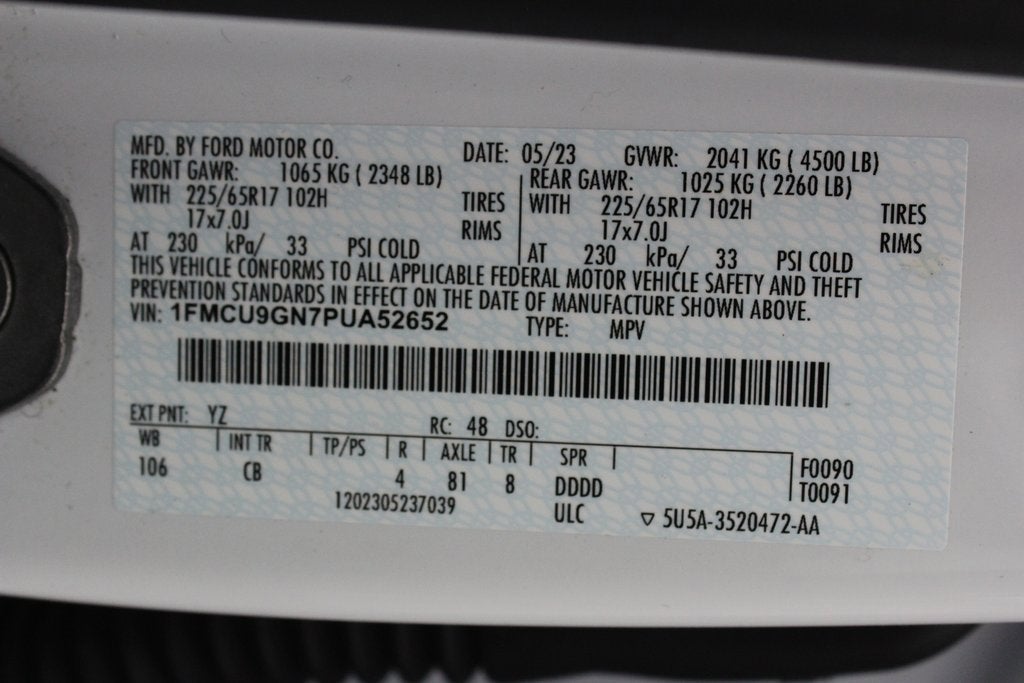 MFD. BY FORD MOTOR CO. DATE: 05/23 GVWR: 2041 KG ( 4500 LB)
FRONT GAWR: 1065 KG ( 2348 LB) REAR GAWR: 1025 KG ( 2260 LB)
WITH 225/65R17 102H TIRES WITH 225/65R17 102H TIRES
17x7.0J RIMS 17x7.0J RIMS
AT 230 kPa/ 33 PSI COLD AT 230 kPa/ 33 PSI COLD
THIS VEHICLE CONFORMS TO ALL APPLICABLE FEDERAL MOTOR VEHICLE SAFETY AND THEFT
PREVENTION STANDARDS IN EFFECT ON THE DATE OF MANUFACTURE SHOWN ABOVE.
VIN: 1FMCU9GN7PUA52652 TYPE: MPV
EXT PNT: YZ RC: 48 DSO:
WB INT TR TP/PS R AXLE TR SPR F0090
106 CB 4 81 8 DDDD T0091
1202305237039 ULC ▽ 5U5A-3520472-AA